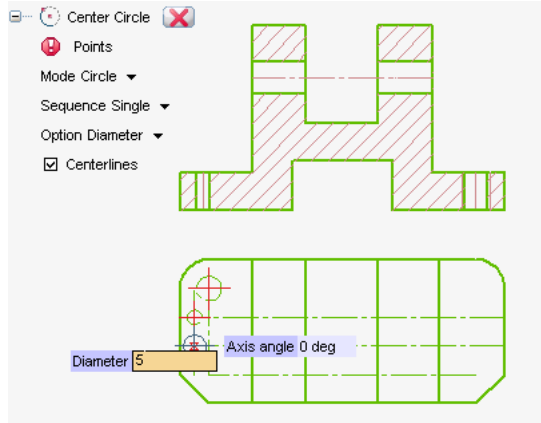 Center Circle
Points
Mode Circle
Sequence Single
Option Diameter
Centerlines
Axis angle 0 deg
Diameter 5